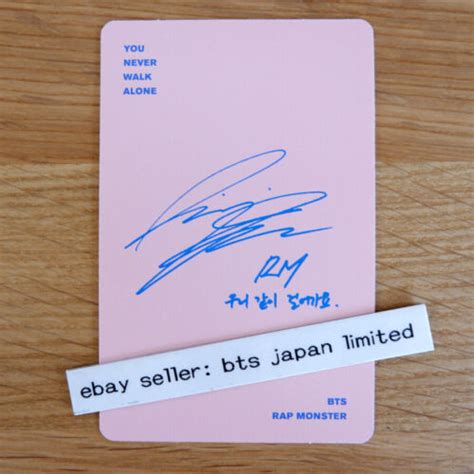 YOU
NEVER
WALK
ALONE
RM
우리 같이 걸어가요.
ebay seller: bts japan limited
BTS
RAP MONSTER